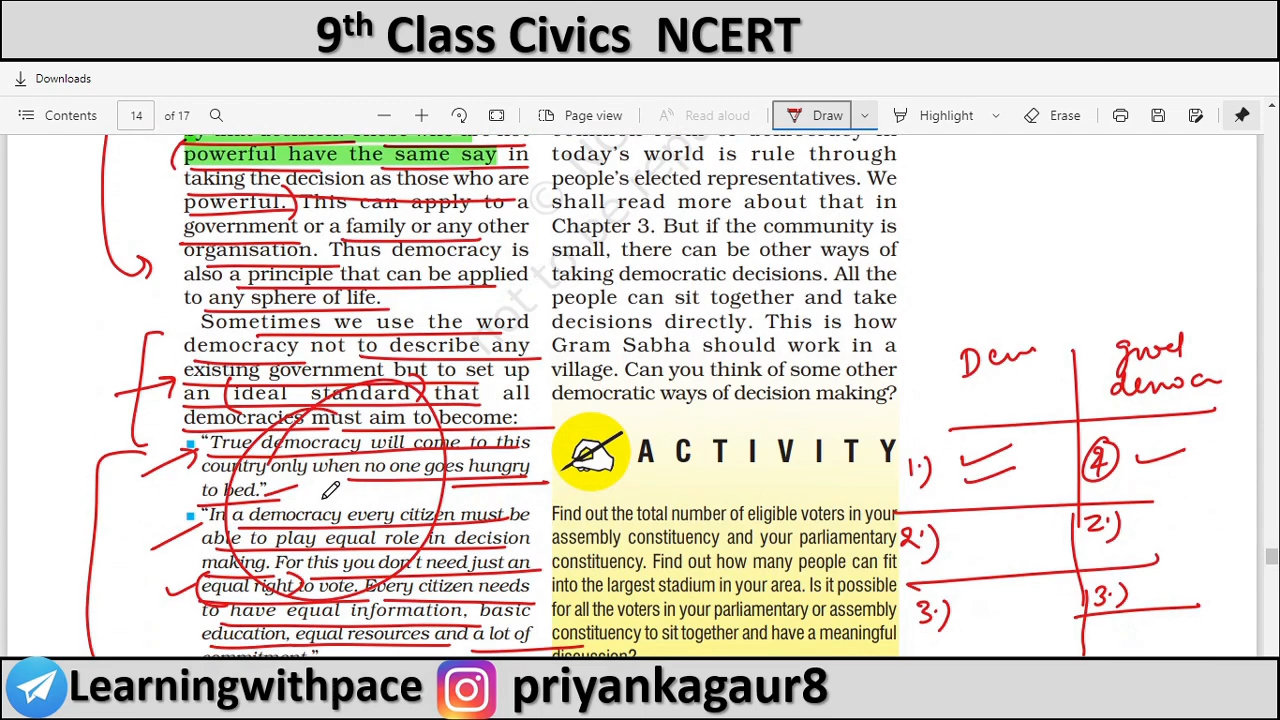 9th Class Civics NCERT
Downloads
Contents
14
of 17
Page view
Read aloud
Draw
Highlight
Erase
powerful have the same say in
taking the decision as those who are
powerful. This can apply to a
government or a family or any other
organisation. Thus democracy is
also a principle that can be applied
to any sphere of life.
Sometimes we use the word
democracy not to describe any
existing government but to set up
an ideal standard that all
democracies must aim to become:
"True democracy will come to this
country only when no one goes hungry
to bed."
"In a democracy every citizen must be
able to play equal role in decision
making. For this you don't need just an
equal right to vote. Every citizen needs
to have equal information, basic
education, equal resources and a lot of
commitment."
today's world is rule through
people's elected representatives. We
shall read more about that in
Chapter 3. But if the community is
small, there can be other ways of
taking democratic decisions. All the
people can sit together and take
decisions directly. This is how
Gram Sabha should work in a
village. Can you think of some other
democratic ways of decision making?
ACTIVITY
Find out the total number of eligible voters in your
assembly constituency and your parliamentary
constituency. Find out how many people can fit
into the largest stadium in your area. Is it possible
for all the voters in your parliamentary or assembly
constituency to sit together and have a meaningful
discussion?
Dem
1.)
2.) 2.)
3.) 3.)
Learningwithpace
priyankagaur8